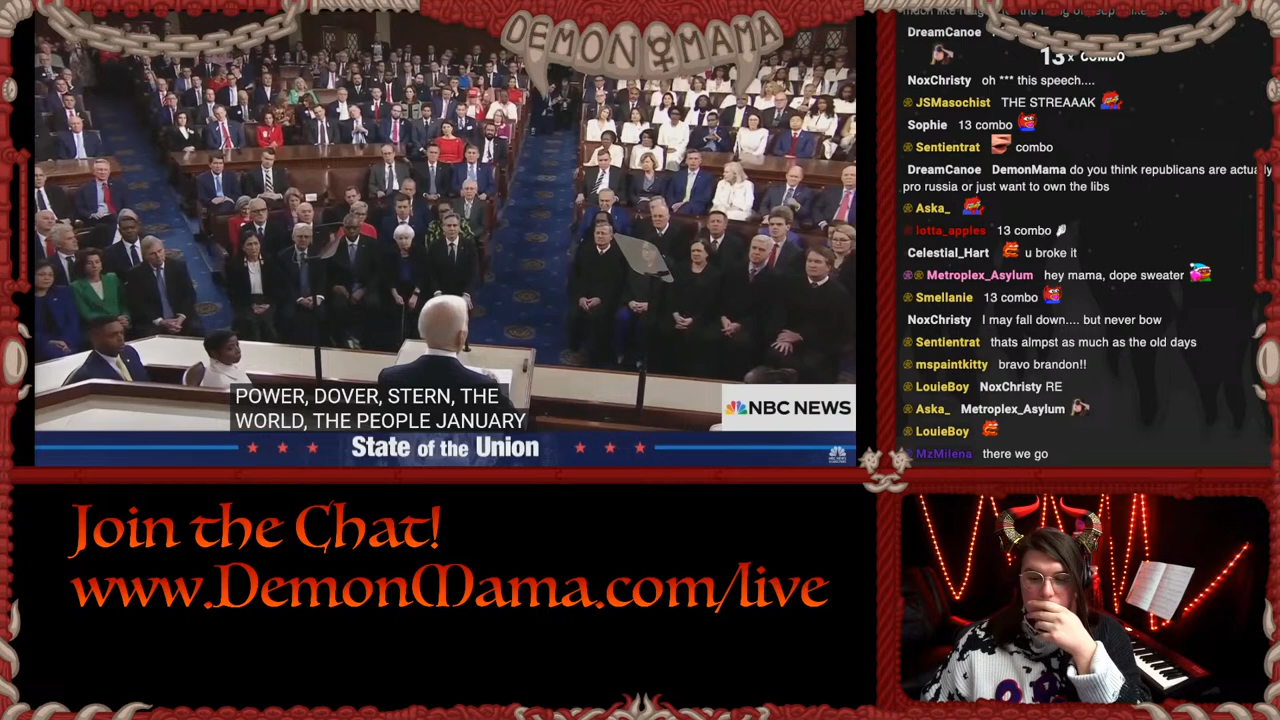 DEMON MAMA
POWER, DOVER, STERN, THE
WORLD, THE PEOPLE JANUARY
NBC NEWS
State of the Union
Join the Chat!
www.DemonMama.com/live
DreamCanoe
13x COMBO
NoxChristy oh *** this speech....
JSMasochist THE STREAAAK
Sophie 13 combo
Sentientrat combo
DreamCanoe DemonMama do you think republicans are actually
pro russia or just want to own the libs
Aska_
lotta_apples 13 combo
Celestial_Hart u broke it
Metroplex_Asylum hey mama, dope sweater
Smellanie 13 combo
NoxChristy I may fall down.... but never bow
Sentientrat thats almpst as much as the old days
mspaintkitty bravo brandon!!
LouieBoy NoxChristy RE
Aska_ Metroplex_Asylum
LouieBoy
MzMilena there we go